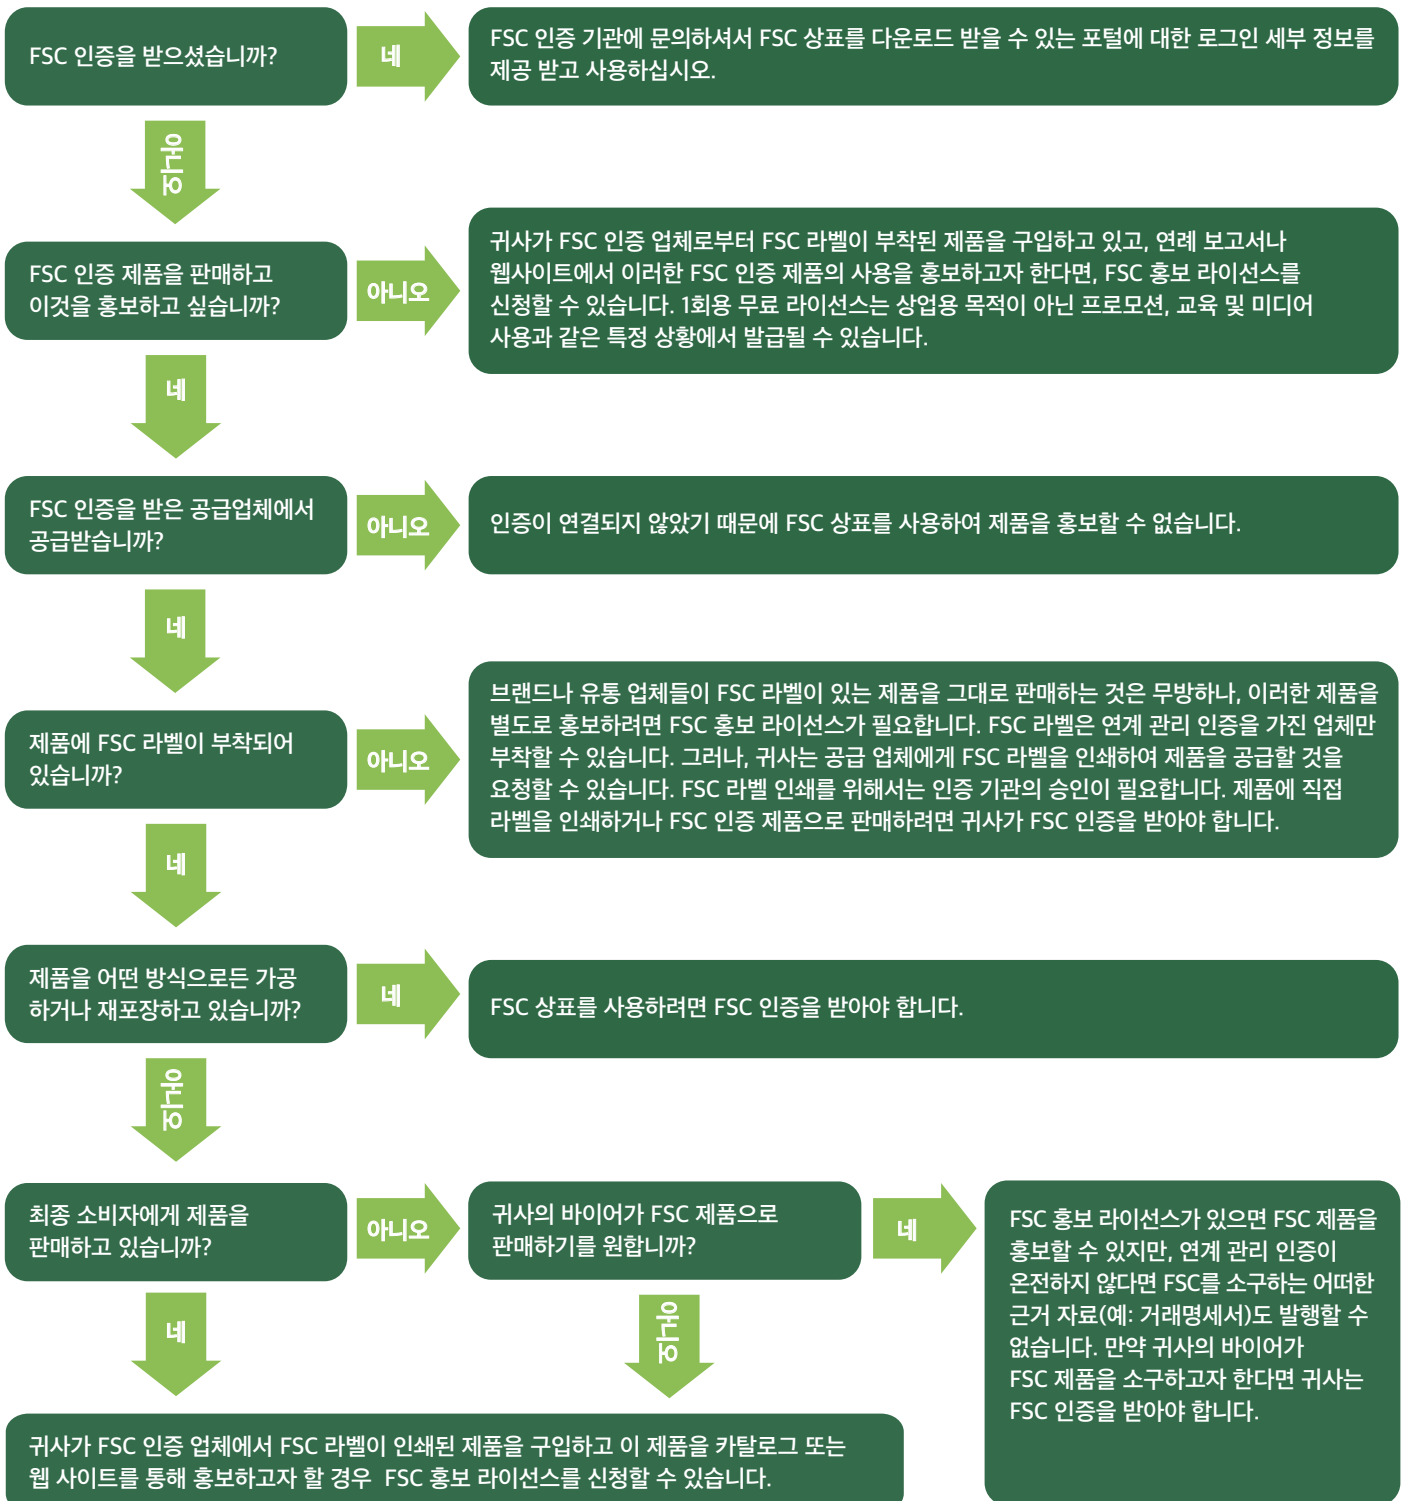 FSC 인증을 받으셨습니까?
네
FSC 인증 기관에 문의하셔서 FSC 상표를 다운로드 받을 수 있는 포털에 대한 로그인 세부 정보를
제공 받고 사용하십시오.
아니오
FSC 인증 제품을 판매하고
이것을 홍보하고 싶습니까?
아니오
귀사가 FSC 인증 업체로부터 FSC 라벨이 부착된 제품을 구입하고 있고, 연례 보고서나
웹사이트에서 이러한 FSC 인증 제품의 사용을 홍보하고자 한다면, FSC 홍보 라이선스를
신청할 수 있습니다. 1회용 무료 라이선스는 상업용 목적이 아닌 프로모션, 교육 및 미디어
사용과 같은 특정 상황에서 발급될 수 있습니다.
네
FSC 인증을 받은 공급업체에서
공급받습니까?
아니오
인증이 연결되지 않았기 때문에 FSC 상표를 사용하여 제품을 홍보할 수 없습니다.
네
제품에 FSC 라벨이 부착되어
있습니까?
아니오
브랜드나 유통 업체들이 FSC 라벨이 있는 제품을 그대로 판매하는 것은 무방하나, 이러한 제품을
별도로 홍보하려면 FSC 홍보 라이선스가 필요합니다. FSC 라벨은 연계 관리 인증을 가진 업체만
부착할 수 있습니다. 그러나, 귀사는 공급 업체에게 FSC 라벨을 인쇄하여 제품을 공급할 것을
요청할 수 있습니다. FSC 라벨 인쇄를 위해서는 인증 기관의 승인이 필요합니다. 제품에 직접
라벨을 인쇄하거나 FSC 인증 제품으로 판매하려면 귀사가 FSC 인증을 받아야 합니다.
네
제품을 어떤 방식으로든 가공
하거나 재포장하고 있습니까?
네
FSC 상표를 사용하려면 FSC 인증을 받아야 합니다.
아니오
최종 소비자에게 제품을
판매하고 있습니까?
아니오
귀사의 바이어가 FSC 제품으로
판매하기를 원합니까?
네
FSC 홍보 라이선스가 있으면 FSC 제품을
홍보할 수 있지만, 연계 관리 인증이
온전하지 않다면 FSC를 소구하는 어떠한
근거 자료(예: 거래명세서)도 발행할 수
없습니다. 만약 귀사의 바이어가
FSC 제품을 소구하고자 한다면 귀사는
FSC 인증을 받아야 합니다.
네
아니오
귀사가 FSC 인증 업체에서 FSC 라벨이 인쇄된 제품을 구입하고 이 제품을 카탈로그 또는
웹 사이트를 통해 홍보하고자 할 경우 FSC 홍보 라이선스를 신청할 수 있습니다.